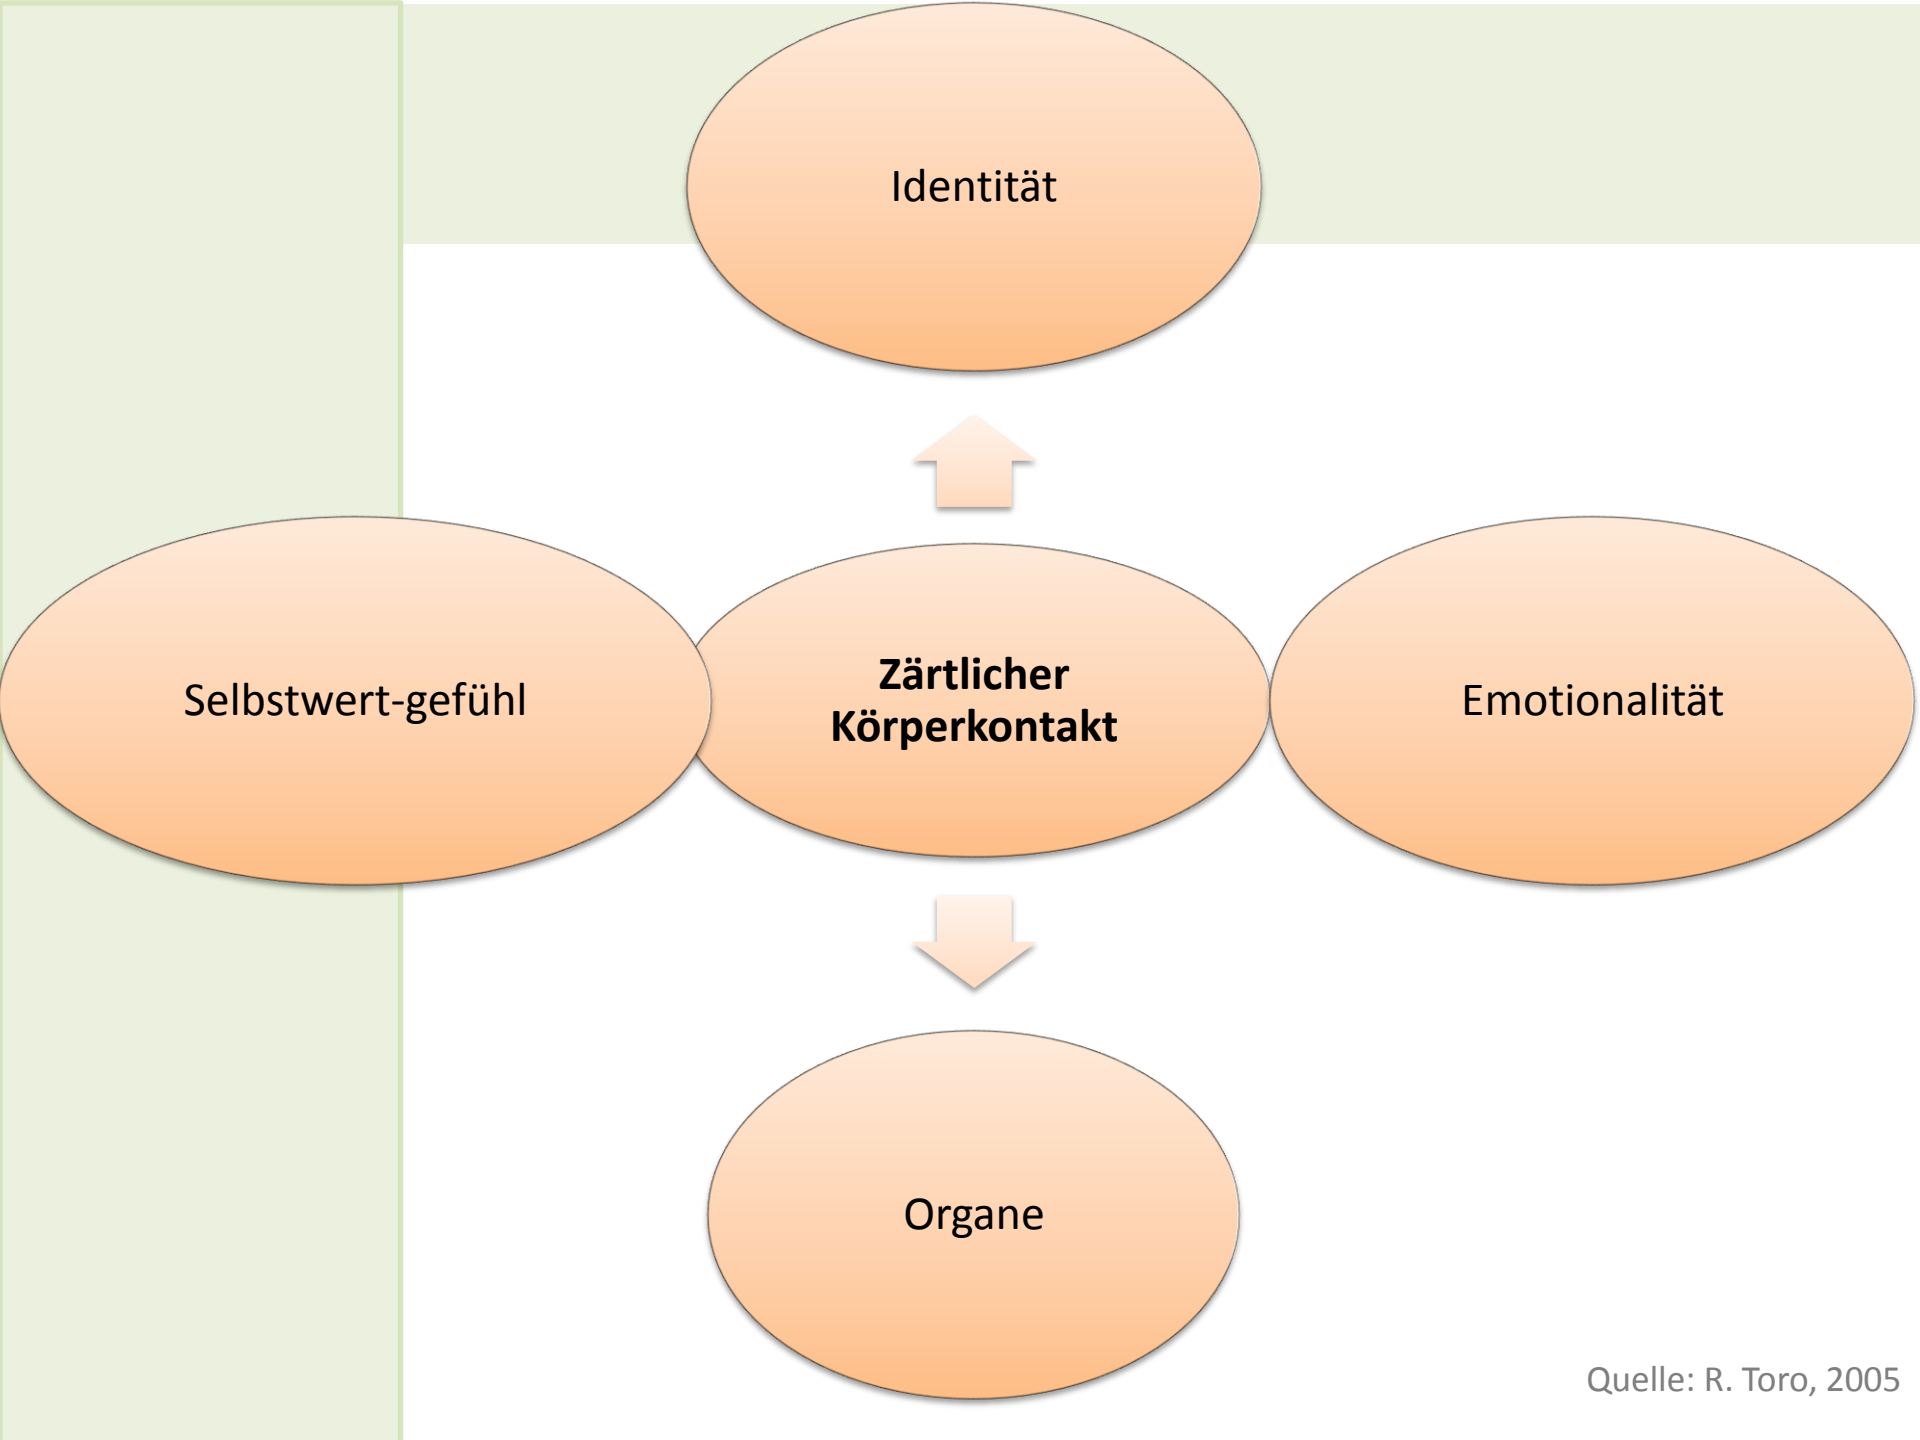 Identität
Selbstwert-gefühl
Zärtlicher
Körperkontakt
Emotionalität
Organe
Quelle: R. Toro, 2005